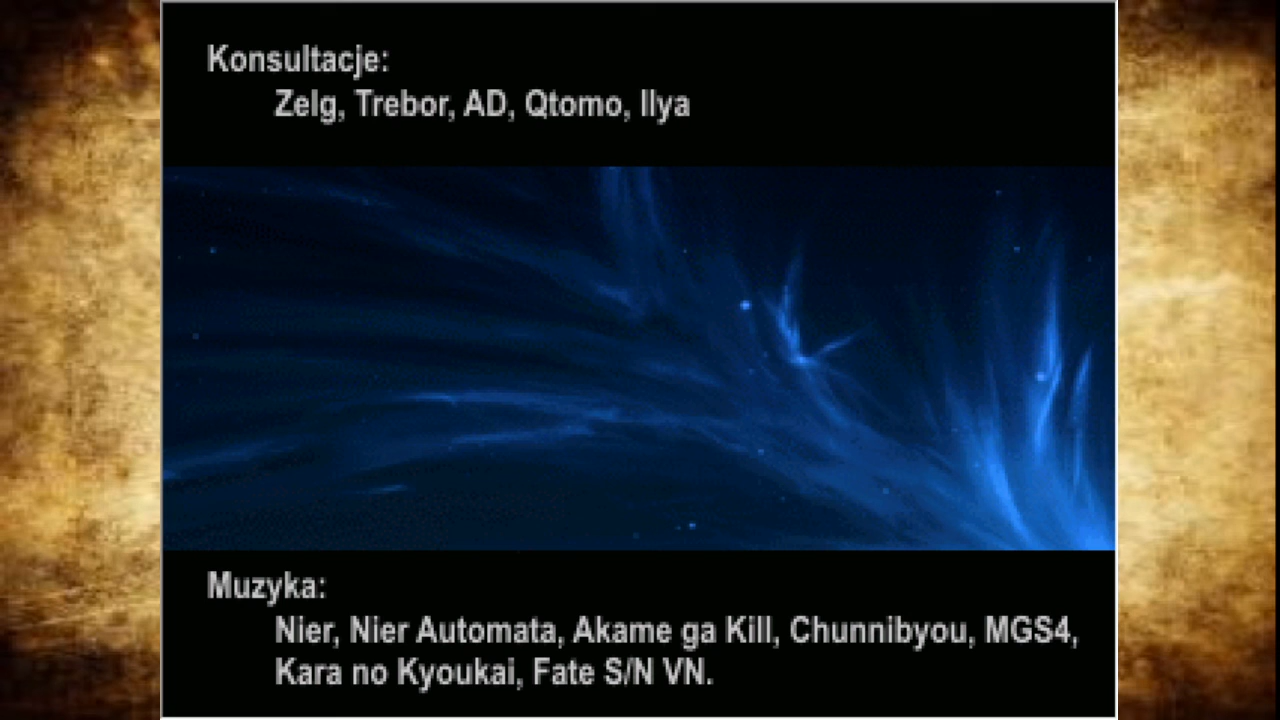 Konsultacje:
Zelg, Trebor, AD, Qtomo, Ilya
Muzyka:
Nier, Nier Automata, Akame ga Kill, Chunnibyou, MGS4,
Kara no Kyoukai, Fate S/N VN.